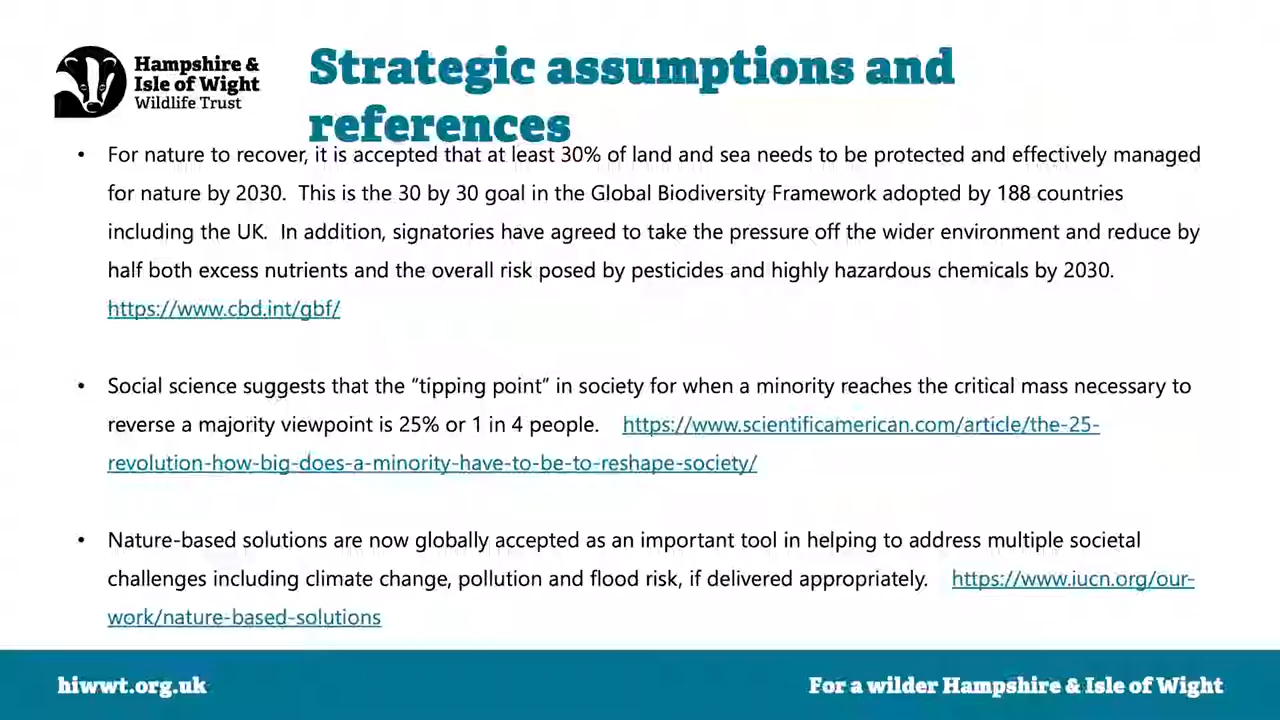 Hampshire &
Isle of Wight
Wildlife Trust
Strategic assumptions and
references
• For nature to recover, it is accepted that at least 30% of land and sea needs to be protected and effectively managed
for nature by 2030.  This is the 30 by 30 goal in the Global Biodiversity Framework adopted by 188 countries
including the UK.  In addition, signatories have agreed to take the pressure off the wider environment and reduce by
half both excess nutrients and the overall risk posed by pesticides and highly hazardous chemicals by 2030.
https://www.cbd.int/gbf/
• Social science suggests that the “tipping point” in society for when a minority reaches the critical mass necessary to
reverse a majority viewpoint is 25% or 1 in 4 people.    https://www.scientificamerican.com/article/the-25-
revolution-how-big-does-a-minority-have-to-be-to-reshape-society/
• Nature-based solutions are now globally accepted as an important tool in helping to address multiple societal
challenges including climate change, pollution and flood risk, if delivered appropriately.    https://www.iucn.org/our-
work/nature-based-solutions
hiwwt.org.uk
For a wilder Hampshire & Isle of Wight